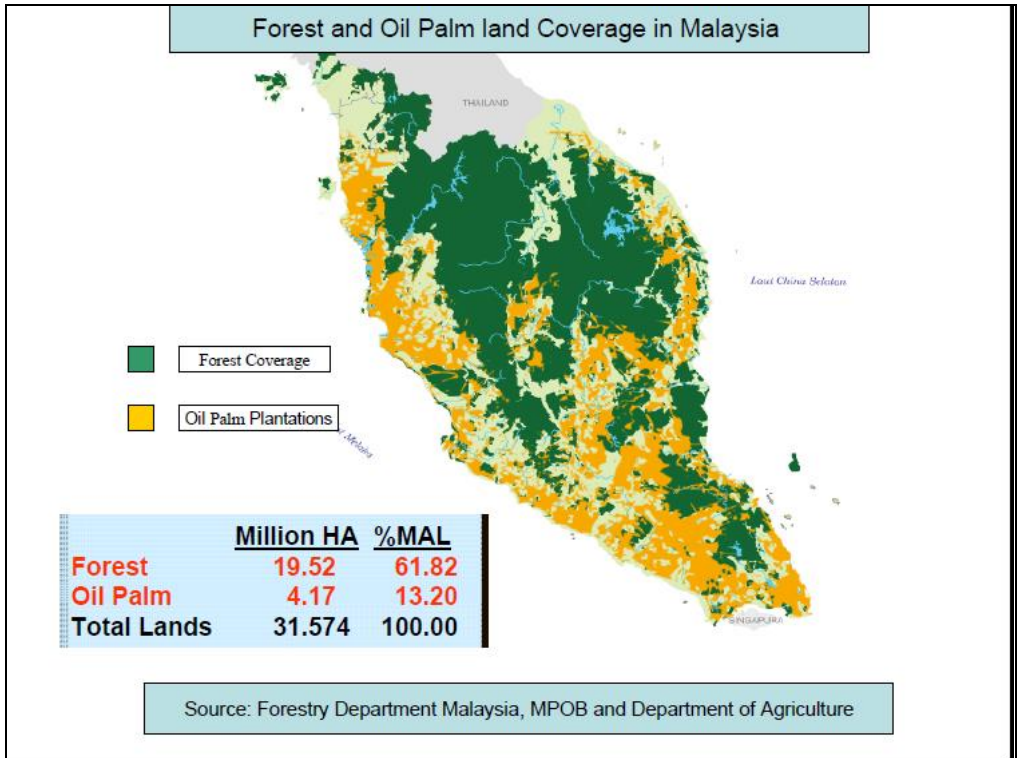 Forest and Oil Palm land Coverage in Malaysia
THAILAND
Laut China Selatan
Forest Coverage
Oil Palm Plantations
Melaka
Million HA %MAL
Forest 19.52 61.82
Oil Palm 4.17 13.20
Total Lands 31.574 100.00
SINGAPURA
Source: Forestry Department Malaysia, MPOB and Department of Agriculture